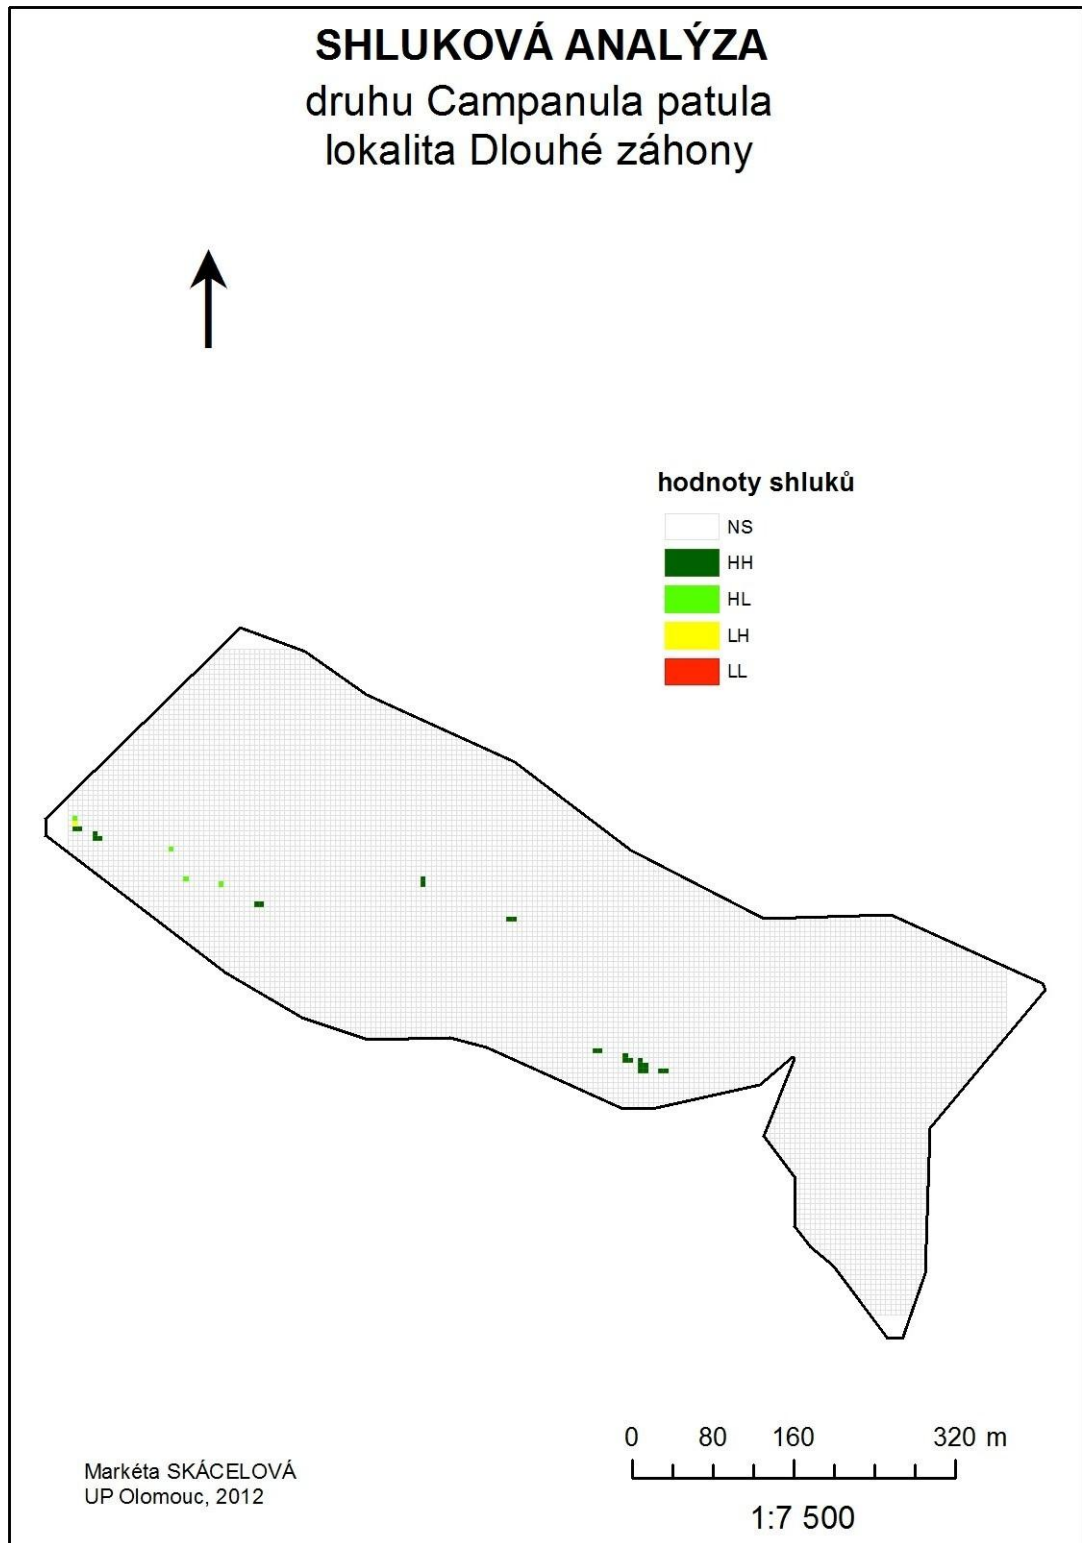 SHLUKOVÁ ANALÝZA
druhu Campanula patula
lokalita Dlouhé záhony
hodnoty shluků
NS
HH
HL
LH
LL
Markéta SKÁCELOVÁ
UP Olomouc, 2012
0 80 160 320 m
1:7 500